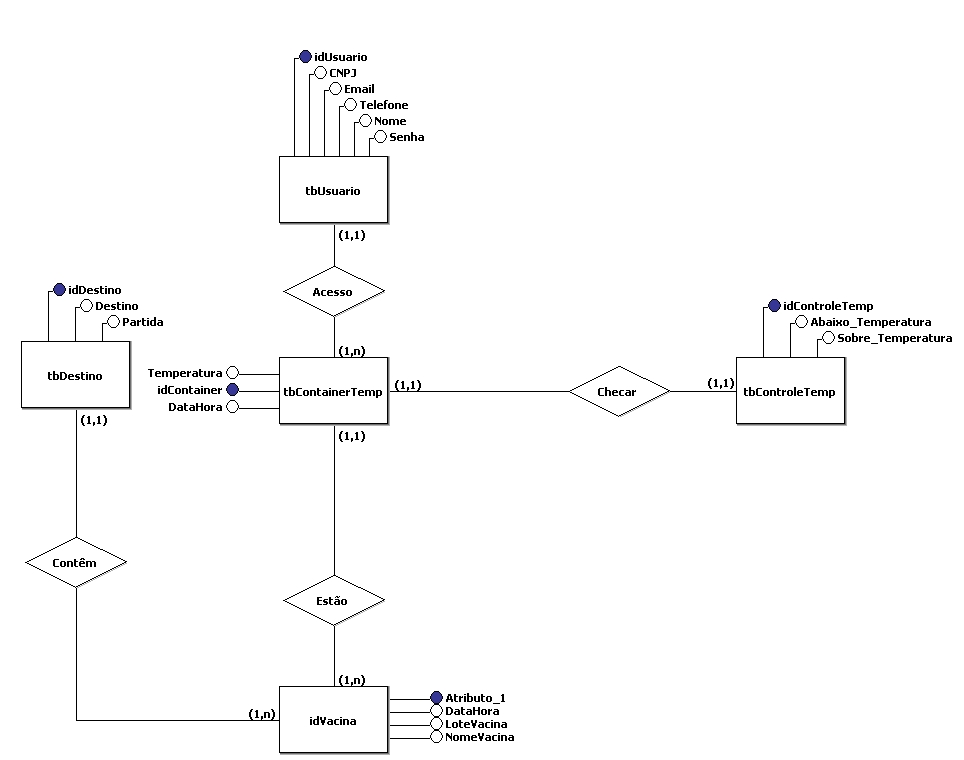 idUsuario
CNPJ
Email
Telefone
Nome
Senha
tbUsuario
(1,1)
Acesso
(1,n)
idDestino
Destino
Partida
tbDestino
(1,1)
Temperatura
idContainer
DataHora
tbContainerTemp
(1,1)
(1,1)
Checar
(1,1)
idControleTemp
Abaixo_Temperatura
Sobre_Temperatura
tbControleTemp
Contêm
Estão
(1,n)
(1,n)
idVacina
Atributo_1
DataHora
LoteVacina
NomeVacina